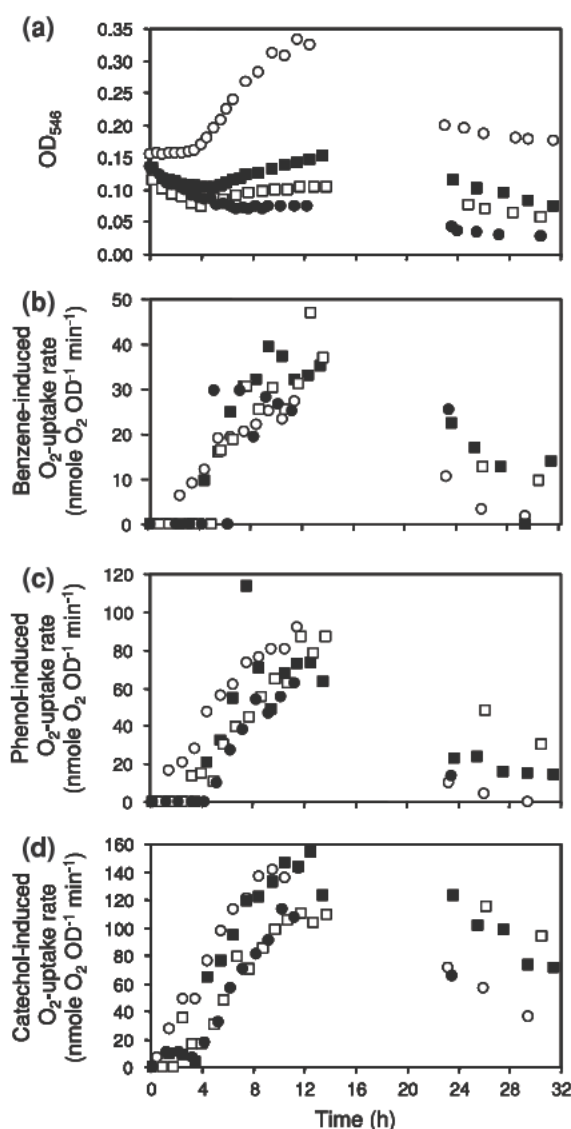 (a)
OD546
0.35
0.30
0.25
0.20
0.15
0.10
0.05
0.00
(b)
Benzene-induced
O2-uptake rate
(nmole O2 OD-1 min-1)
50
40
30
20
10
0
(c)
Phenol-induced
O2-uptake rate
(nmole O2 OD-1 min-1)
120
100
80
60
40
20
0
(d)
Catechol-induced
O2-uptake rate
(nmole O2 OD-1 min-1)
160
140
120
100
80
60
40
20
0
0 4 8 12 16 20 24 28 32
Time (h)